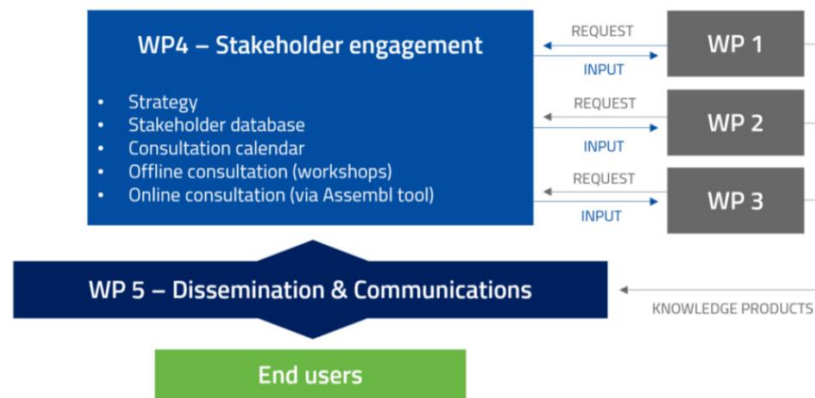 WP4 – Stakeholder engagement
• Strategy
• Stakeholder database
• Consultation calendar
• Offline consultation (workshops)
• Online consultation (via Assembl tool)
REQUEST
INPUT
WP 1
REQUEST
INPUT
WP 2
REQUEST
INPUT
WP 3
WP 5 – Dissemination & Communications
KNOWLEDGE PRODUCTS
End users